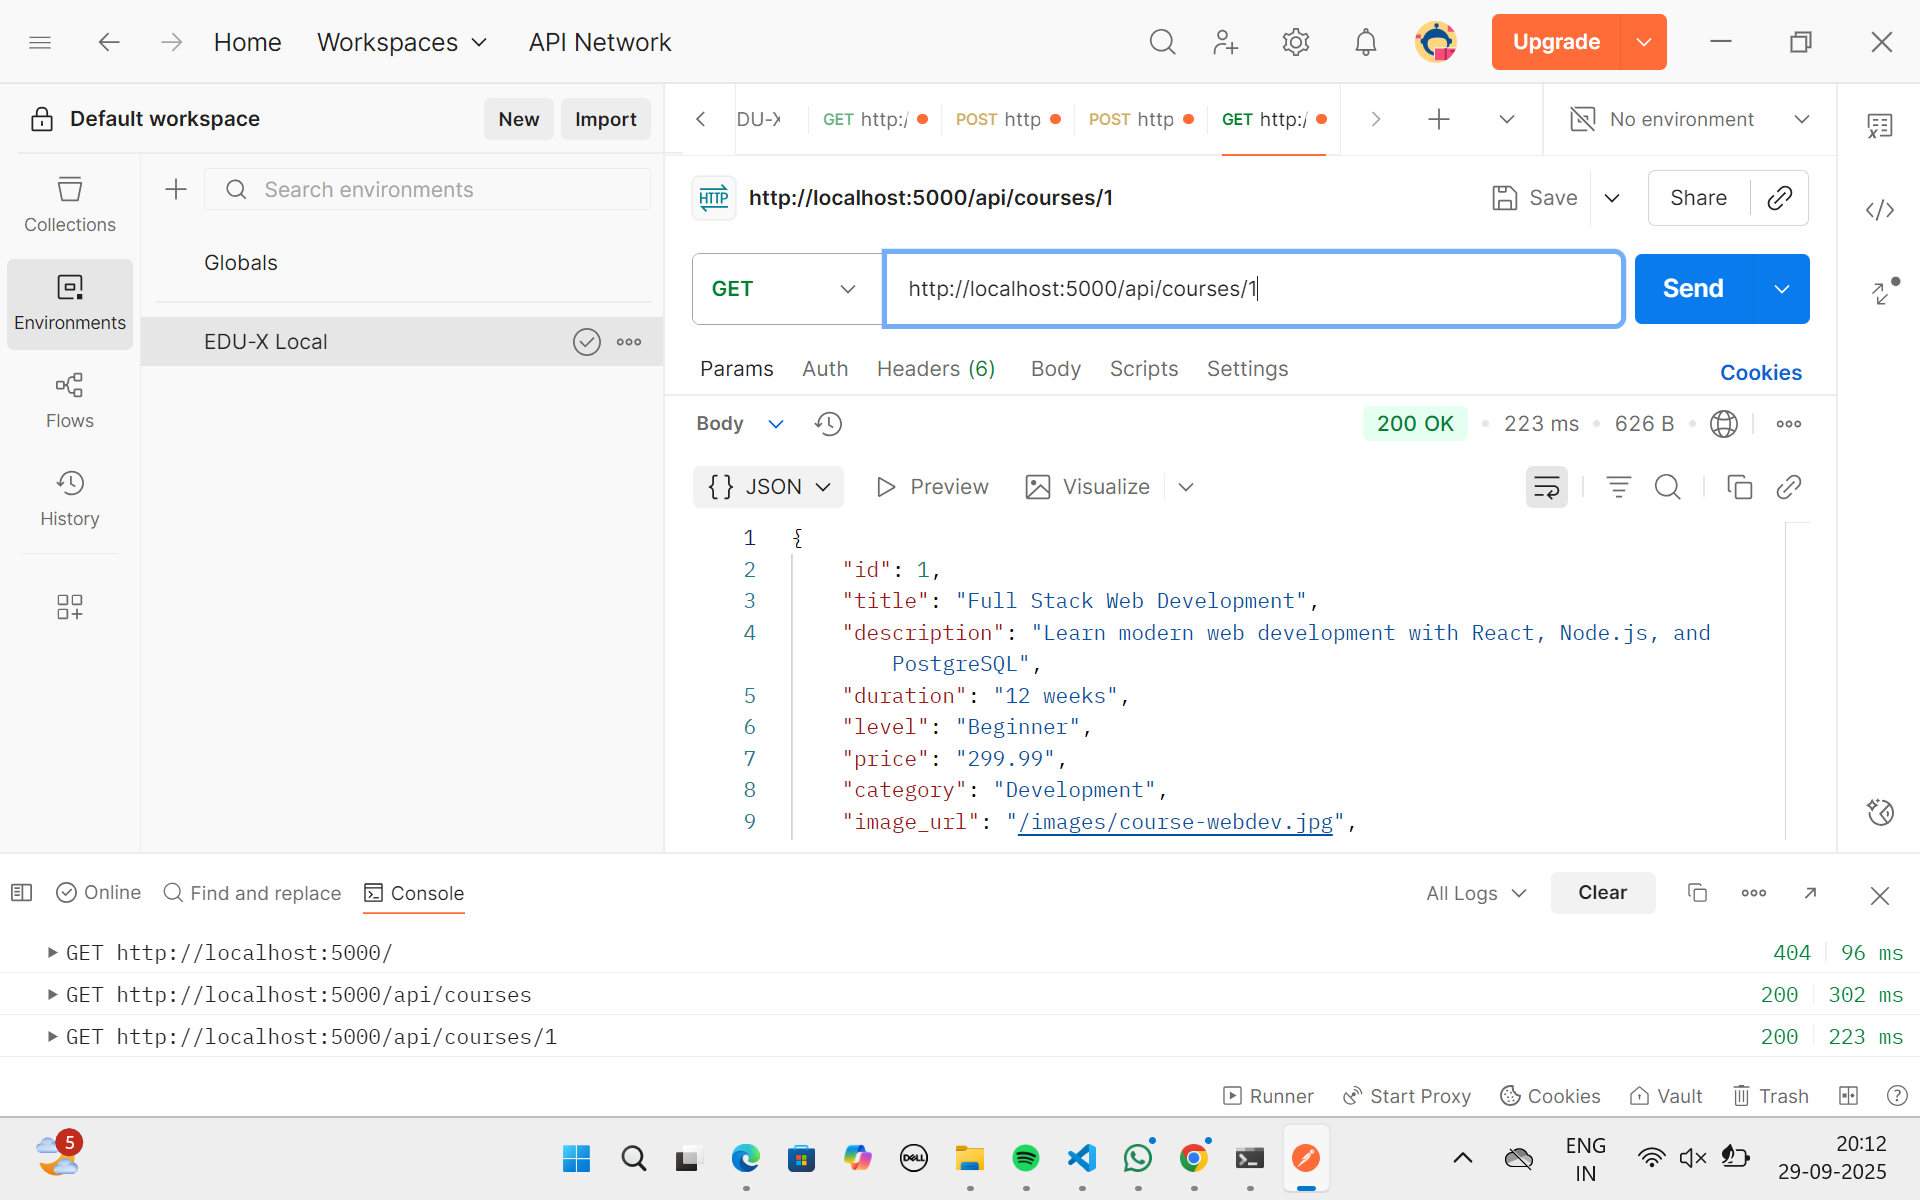 Home Workspaces API Network Upgrade
Default workspace New Import
DU-X GET http:/ POST http POST http GET http:/ No environment
Search environments
HTTP http://localhost:5000/api/courses/1 Save Share
Collections
Globals
GET http://localhost:5000/api/courses/1 Send
Environments
EDU-X Local
Params Auth Headers (6) Body Scripts Settings Cookies
Flows
Body 200 OK 223 ms 626 B
{} JSON Preview Visualize
History
1 {
2 "id": 1,
3 "title": "Full Stack Web Development",
4 "description": "Learn modern web development with React, Node.js, and
PostgreSQL",
5 "duration": "12 weeks",
6 "level": "Beginner",
7 "price": "299.99",
8 "category": "Development",
9 "image_url": "/images/course-webdev.jpg",
Online Find and replace Console All Logs Clear
GET http://localhost:5000/ 404 96 ms
GET http://localhost:5000/api/courses 200 302 ms
GET http://localhost:5000/api/courses/1 200 223 ms
Runner Start Proxy Cookies Vault Trash
5 DELL ENG 20:12
IN 29-09-2025